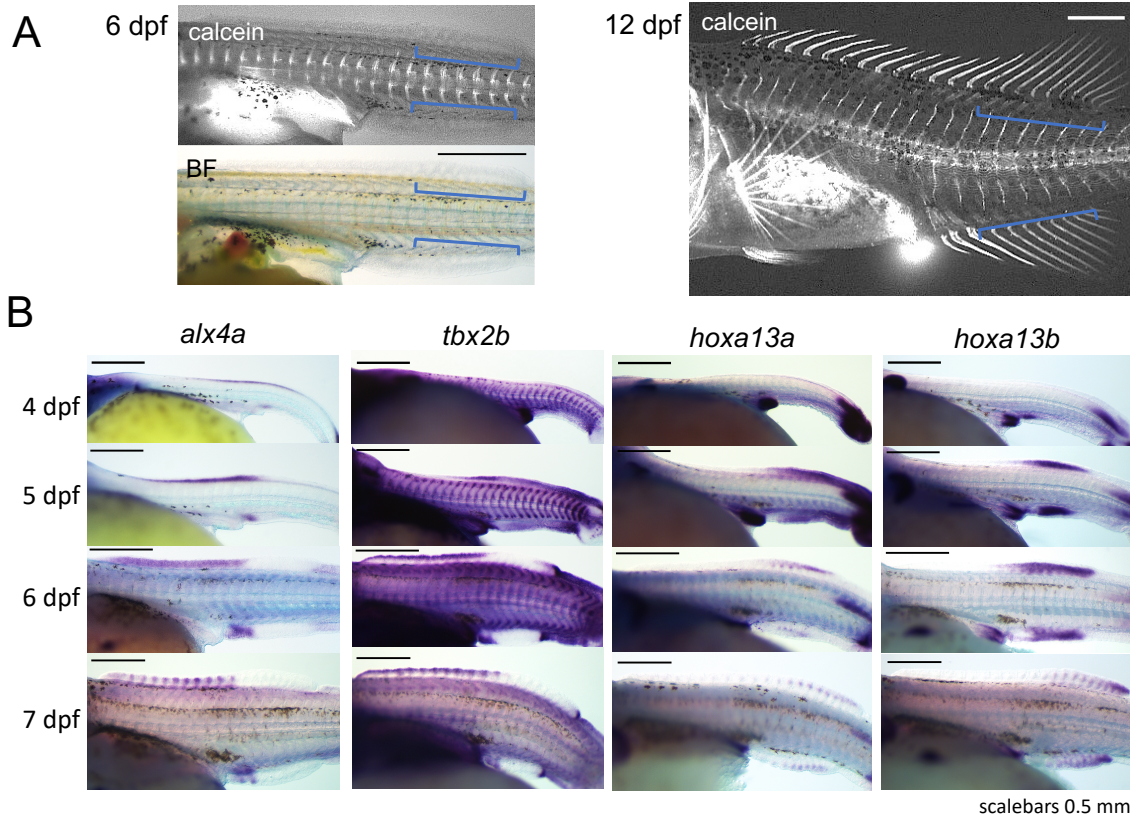 A
6 dpf
calcein
BF
12 dpf
calcein
B
alx4a
tbx2b
hoxa13a
hoxa13b
4 dpf
5 dpf
6 dpf
7 dpf
scalebars 0.5 mm